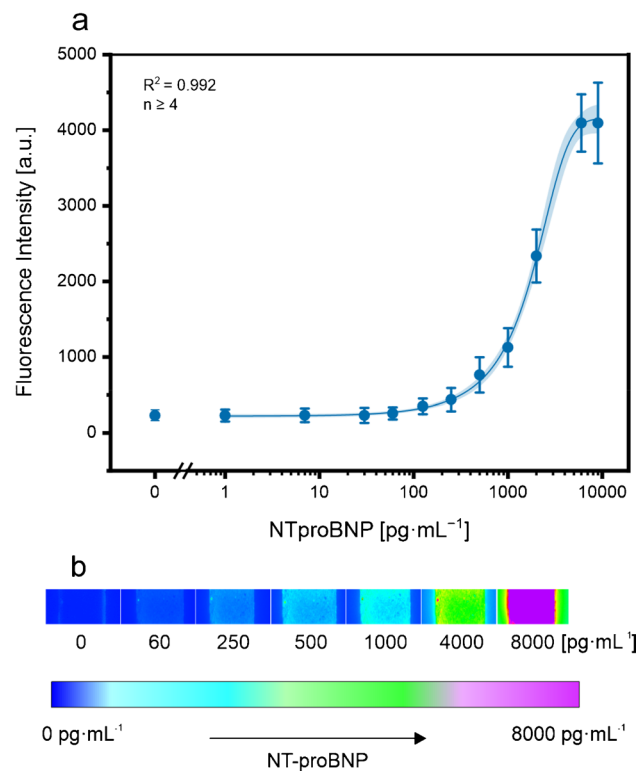 a
5000
4000
3000
2000
1000
0
Fluorescence Intensity [a.u.]
R² = 0.992
n ≥ 4
0 1 10 100 1000 10000
NTproBNP [pg·mL⁻¹]
b
0 60 250 500 1000 4000 8000 [pg·mL⁻¹]
0 pg·mL⁻¹ 8000 pg·mL⁻¹
NT-proBNP